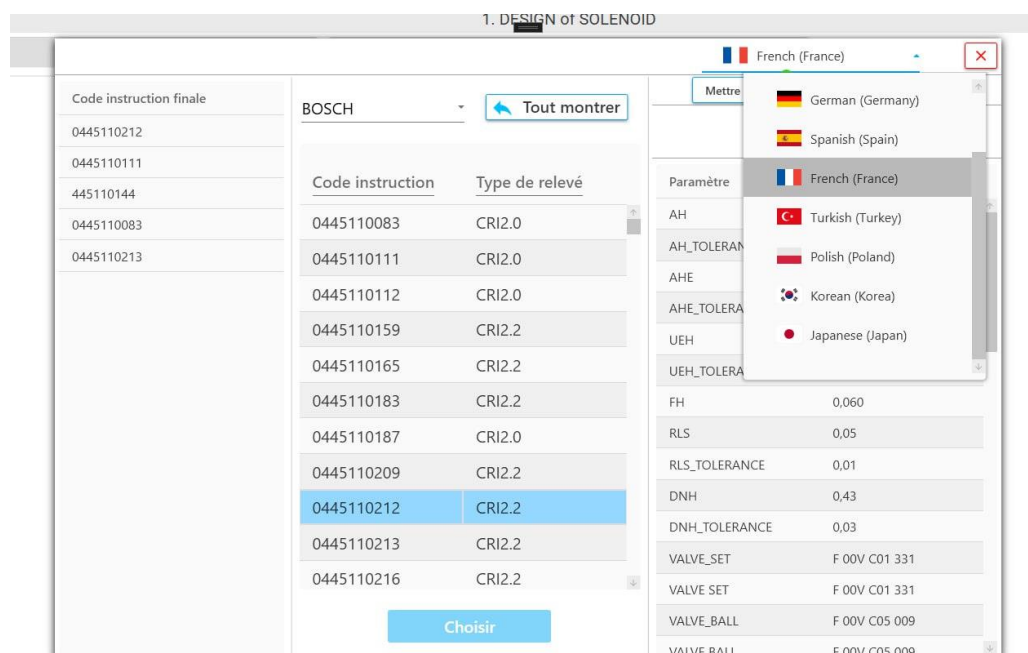 1. DESIGN of SOLENOID
French (France)
Code instruction finale
0445110212
0445110111
445110144
0445110083
0445110213
BOSCH
Tout montrer
Code instruction Type de relevé
0445110083 CRI2.0
0445110111 CRI2.0
0445110112 CRI2.0
0445110159 CRI2.2
0445110165 CRI2.2
0445110183 CRI2.2
0445110187 CRI2.0
0445110209 CRI2.2
0445110212 CRI2.2
0445110213 CRI2.2
0445110216 CRI2.2
Choisir
Mettre
German (Germany)
Spanish (Spain)
French (France)
Turkish (Turkey)
Polish (Poland)
Korean (Korea)
Japanese (Japan)
Paramètre
AH
AH_TOLERAN
AHE
AHE_TOLERA
UEH
UEH_TOLERA
FH 0,060
RLS 0,05
RLS_TOLERANCE 0,01
DNH 0,43
DNH_TOLERANCE 0,03
VALVE_SET F 00V C01 331
VALVE SET F 00V C01 331
VALVE_BALL F 00V C05 009
VALVE BALL F 00V C05 009